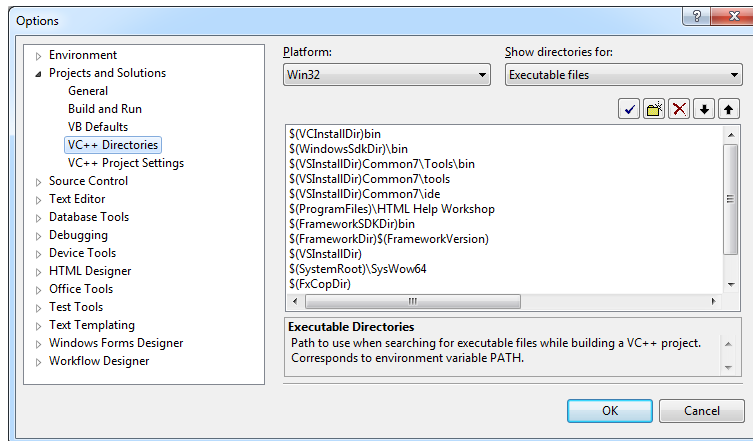 Options
Environment
Projects and Solutions
General
Build and Run
VB Defaults
VC++ Directories
VC++ Project Settings
Source Control
Text Editor
Database Tools
Debugging
Device Tools
HTML Designer
Office Tools
Test Tools
Text Templating
Windows Forms Designer
Workflow Designer
Platform:
Win32
Show directories for:
Executable files
$(VCInstallDir)bin
$(WindowsSdkDir)\bin
$(VSInstallDir)Common7\Tools\bin
$(VSInstallDir)Common7\tools
$(VSInstallDir)Common7\ide
$(ProgramFiles)\HTML Help Workshop
$(FrameworkSDKDir)bin
$(FrameworkDir)$(FrameworkVersion)
$(VSInstallDir)
$(SystemRoot)\SysWow64
$(FxCopDir)
Executable Directories
Path to use when searching for executable files while building a VC++ project.
Corresponds to environment variable PATH.
OK
Cancel